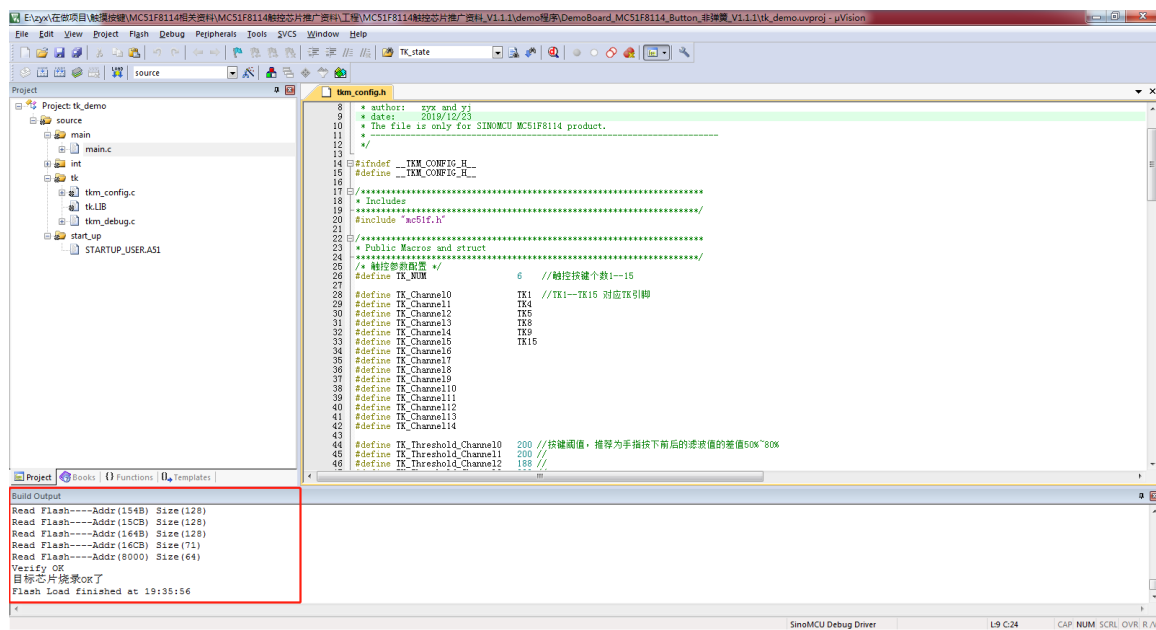 E:\zyx\在做项目\触摸按键\MC51F8114相关资料\MC51F8114触控芯片推广资料\工程\MC51F8114触控芯片推广资料_V1.1.1\demo程序\DemoBoard_MC51F8114_Button_非弹簧_V1.1.1\tk_demo.uvproj - µVision
File Edit View Project Flash Debug Peripherals Tools SVCS Window Help
TK_state
LOAD source
Project
tkm_config.h
Project: tk_demo
source
main
main.c
int
tk
tkm_config.c
tk.LIB
tkm_debug.c
start_up
STARTUP_USER.A51
8 * author: zyx and yj
9 * date: 2019/12/23
10 * The file is only for SINOMCU MC51F8114 product.
11 * ----------------------------------------------------------------------
12 */
13
14 #ifndef __TKM_CONFIG_H__
15 #define __TKM_CONFIG_H__
16
17 /********************************************************************
18 * Includes
19 ********************************************************************/
20 #include "mc51f.h"
21
22 /********************************************************************
23 * Public Macros and struct
24 ********************************************************************/
25 /* 触控参数配置 */
26 #define TK_NUM 6 //触控按键个数1--15
27
28 #define TK_Channel0 TK1 //TK1--TK15 对应TK引脚
29 #define TK_Channel1 TK4
30 #define TK_Channel2 TK5
31 #define TK_Channel3 TK8
32 #define TK_Channel4 TK9
33 #define TK_Channel5 TK15
34 #define TK_Channel6
35 #define TK_Channel7
36 #define TK_Channel8
37 #define TK_Channel9
38 #define TK_Channel10
39 #define TK_Channel11
40 #define TK_Channel12
41 #define TK_Channel13
42 #define TK_Channel14
43
44 #define TK_Threshold_Channel0 200 //按键阈值，推荐为手指按下前后的滤波值的差值50%~80%
45 #define TK_Threshold_Channel1 200 //
46 #define TK_Threshold_Channel2 188 //
Project Books {} Functions Templates
Build Output
Read Flash----Addr(154B) Size(128)
Read Flash----Addr(15CB) Size(128)
Read Flash----Addr(164B) Size(128)
Read Flash----Addr(16CB) Size(71)
Read Flash----Addr(8000) Size(64)
Verify OK
目标芯片烧录OK了
Flash Load finished at 19:35:56
SinoMCU Debug Driver L:9 C:24 CAP NUM SCRL OVR R/W